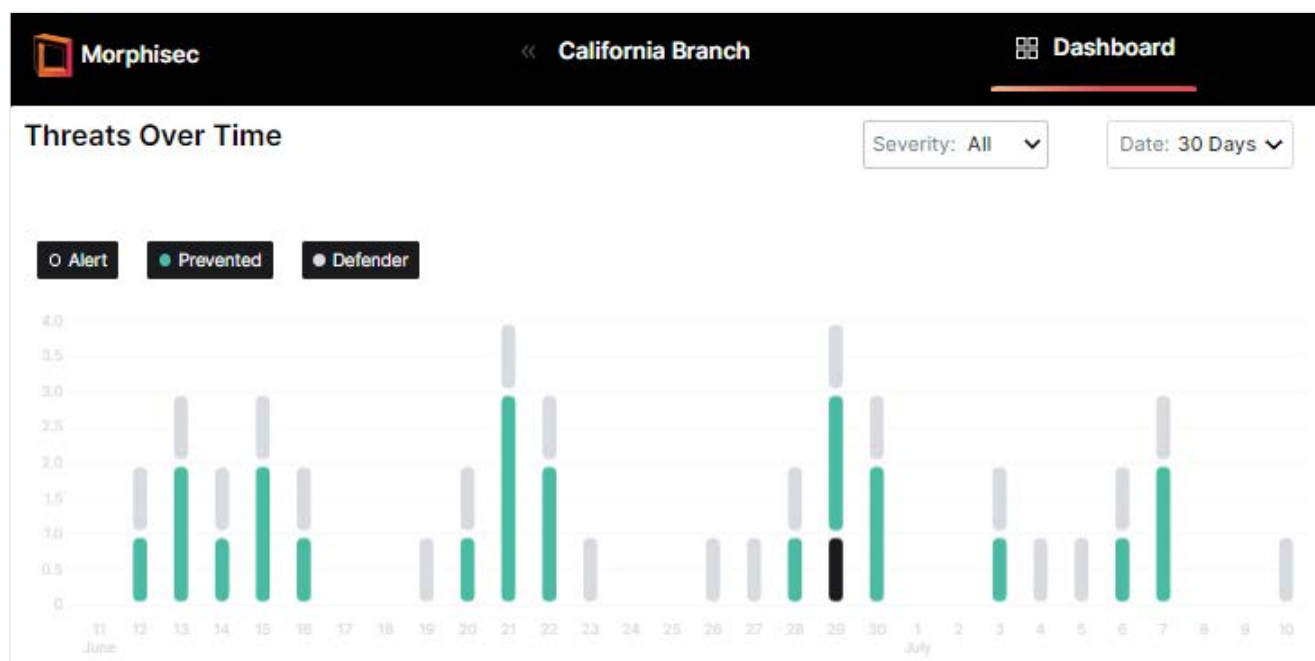 Morphisec « California Branch Dashboard
Threats Over Time Severity: All Date: 30 Days
Alert Prevented Defender
4.0
3.5
3.0
2.5
2.0
1.5
1.0
0.5
0
11 12 13 14 15 16 17 18 19 20 21 22 23 24 25 26 27 28 29 30 1 2 3 4 5 6 7 8 9 10
June July